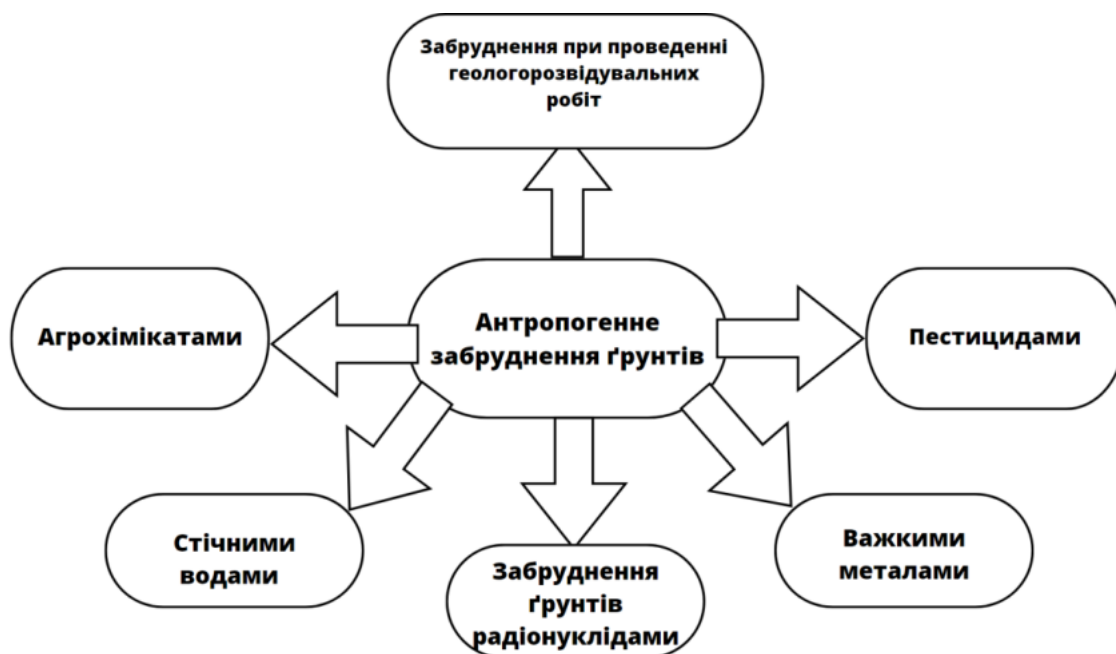 Забруднення при проведенні
геологорозвідувальних
робіт
Антропогенне
забруднення ґрунтів
Агрохімікатами
Пестицидами
Стічними
водами
Забруднення
ґрунтів
радіонуклідами
Важкими
металами